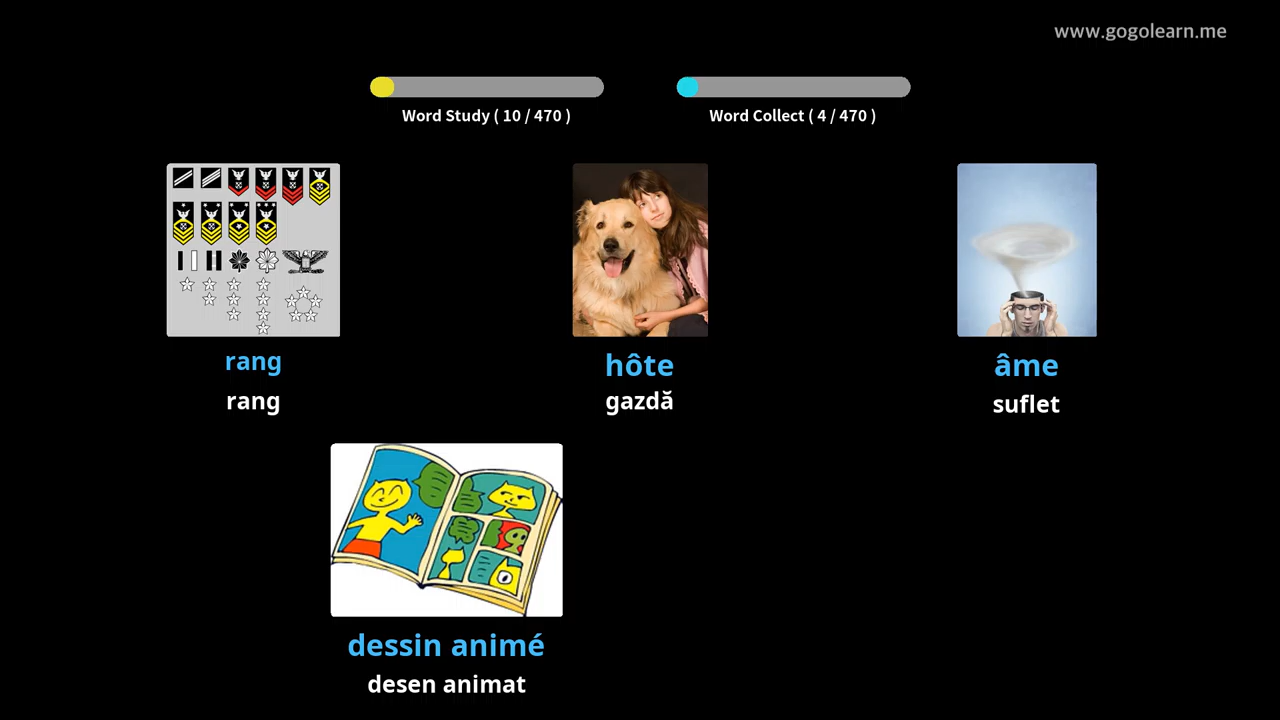 www.gogolearn.me
Word Study ( 10 / 470 )
Word Collect ( 4 / 470 )
rang
rang
hôte
gazdă
âme
suflet
dessin animé
desen animat